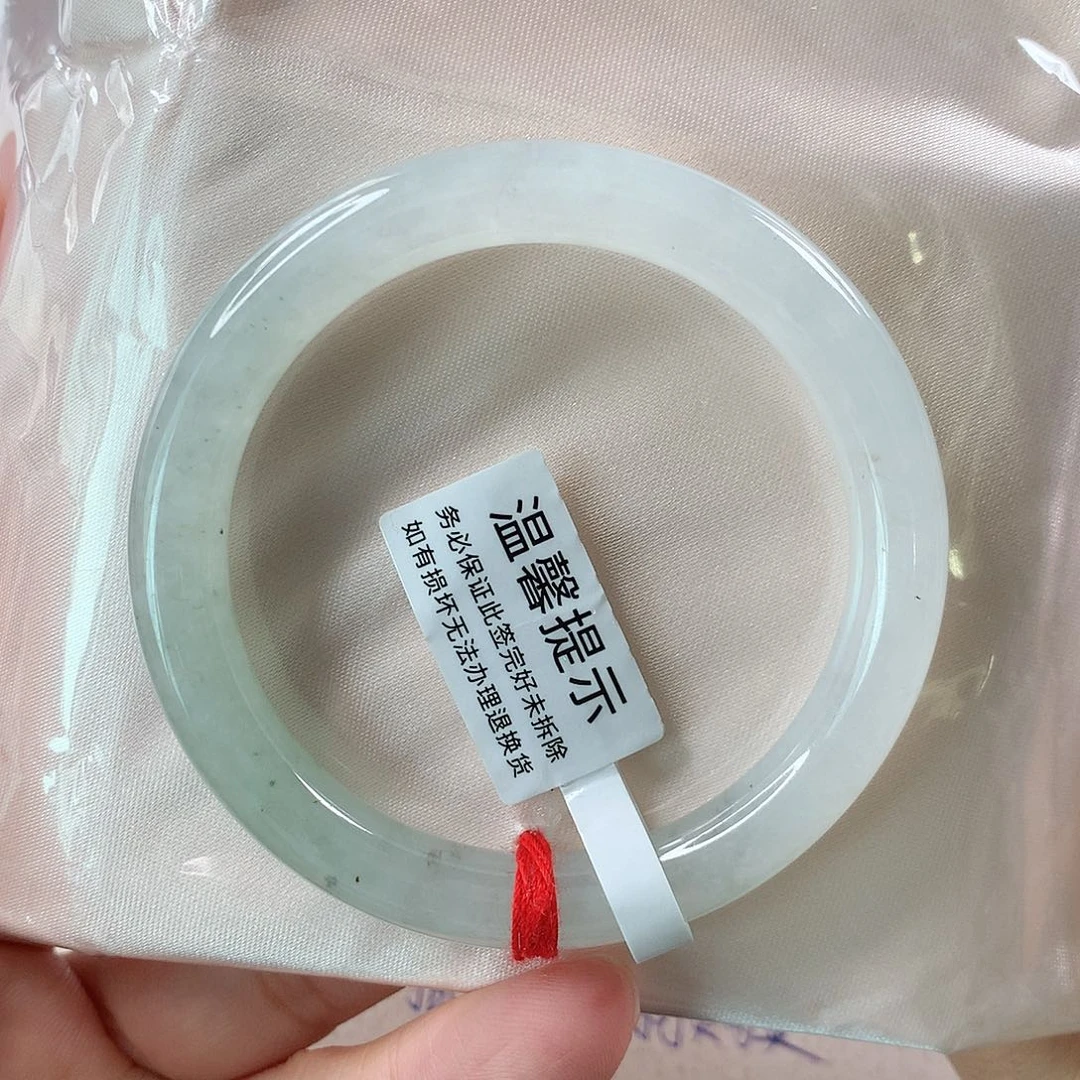 温馨提示
务必保证此签完好未拆除
如有损坏无法办理退换货